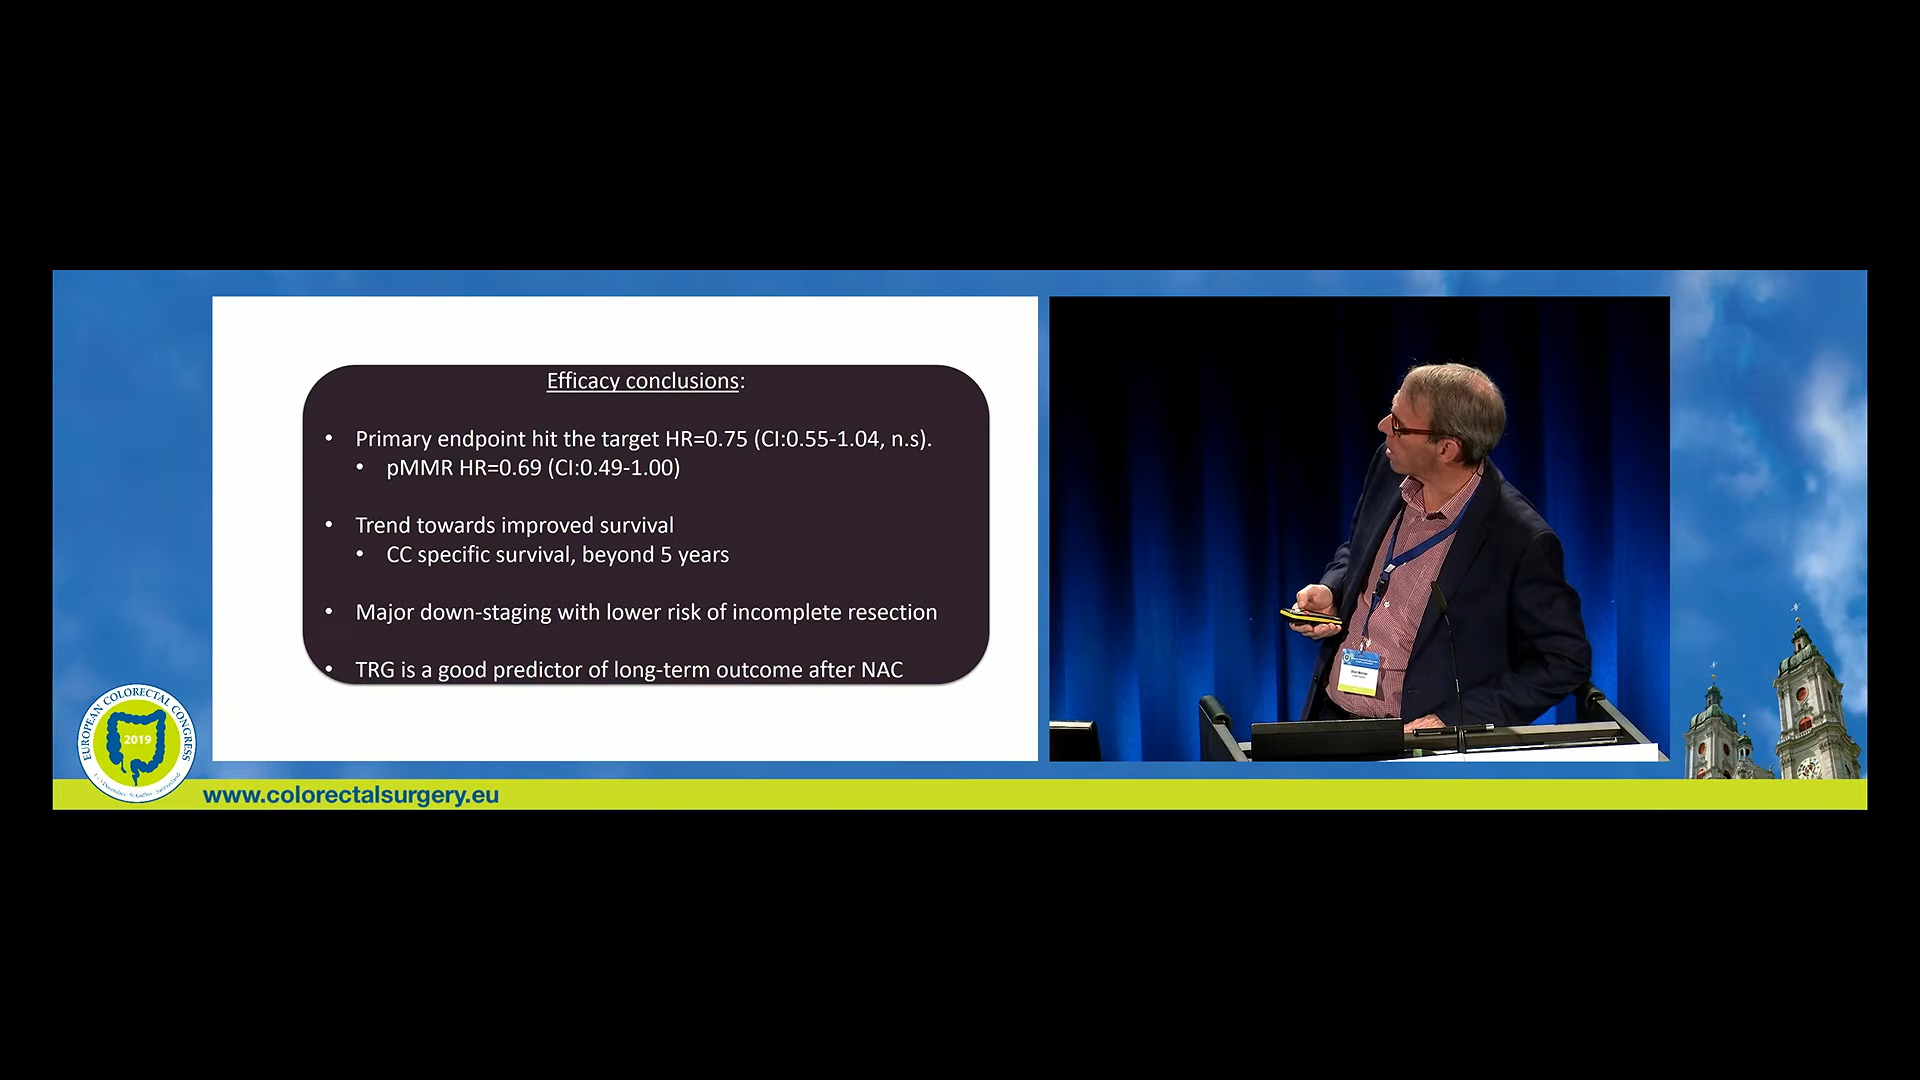 Efficacy conclusions:
• Primary endpoint hit the target HR=0.75 (CI:0.55-1.04, n.s).
• pMMR HR=0.69 (CI:0.49-1.00)
• Trend towards improved survival
• CC specific survival, beyond 5 years
• Major down-staging with lower risk of incomplete resection
• TRG is a good predictor of long-term outcome after NAC
EUROPEAN COLORECTAL CONGRESS
2019
www.colorectalsurgery.eu